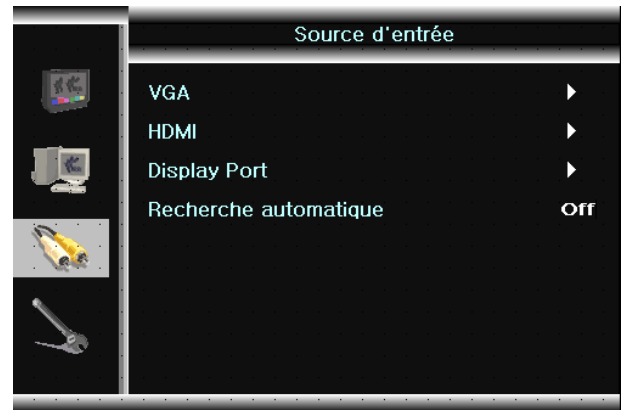 Source d'entrée
VGA
HDMI
Display Port
Recherche automatique Off